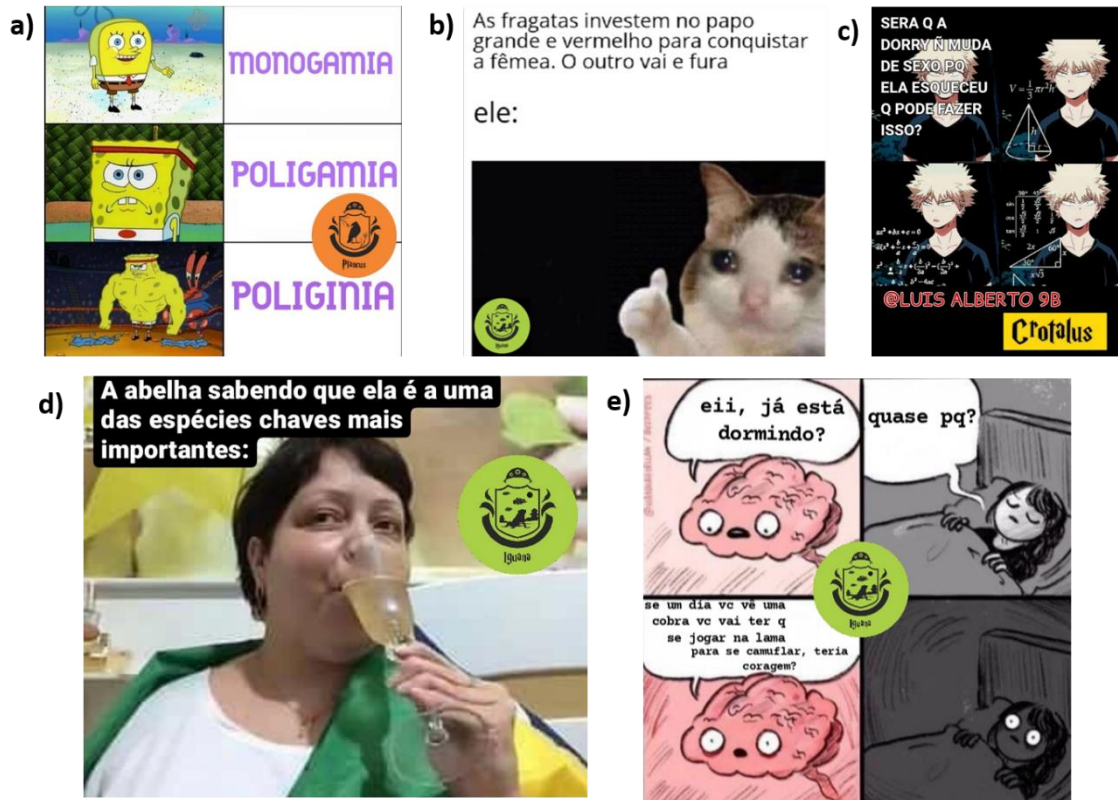 a)
MONOGAMIA
POLIGAMIA
Plancus
POLIGINIA
b)
As fragatas investem no papo
grande e vermelho para conquistar
a fêmea. O outro vai e fura
ele:
Iguana
c)
SERA Q A
DORRY Ñ MUDA
DE SEXO PQ
ELA ESQUECEU
Q PODE FAZER
ISSO?
@LUIS ALBERTO 9B
Crotalus
d)
A abelha sabendo que ela é a uma
das espécies chaves mais
importantes:
Iguana
e)
eii, já está
dormindo?
quase pq?
Iguana
se um dia vc vê uma
cobra vc vai ter q
se jogar na lama
para se camuflar, teria
coragem?